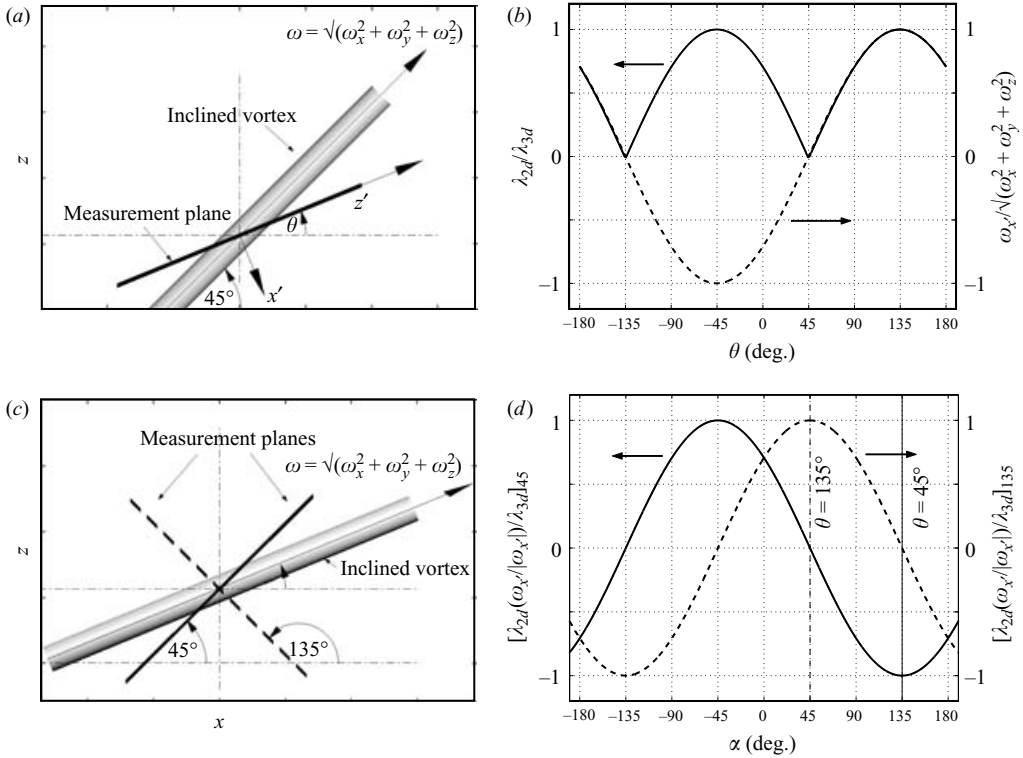 (a)
ω = √(ω_x^2 + ω_y^2 + ω_z^2)
Inclined vortex
z
Measurement plane
z′
θ
x′
45°
(b)
1
0
−1
λ_2d/λ_3d
1
0
−1
ω_x′/√(ω_x^2 + ω_y^2 + ω_z^2)
−180 −135 −90 −45 0 45 90 135 180
θ (deg.)
(c)
Measurement planes
ω = √(ω_x^2 + ω_y^2 + ω_z^2)
z
Inclined vortex
45°
135°
x
(d)
1
0
−1
[λ_2d(ω_x′/|ω_x′|)/λ_3d]_45
θ = 135°
θ = 45°
1
0
−1
[λ_2d(ω_x′/|ω_x′|)/λ_3d]_135
−180 −135 −90 −45 0 45 90 135 180
α (deg.)